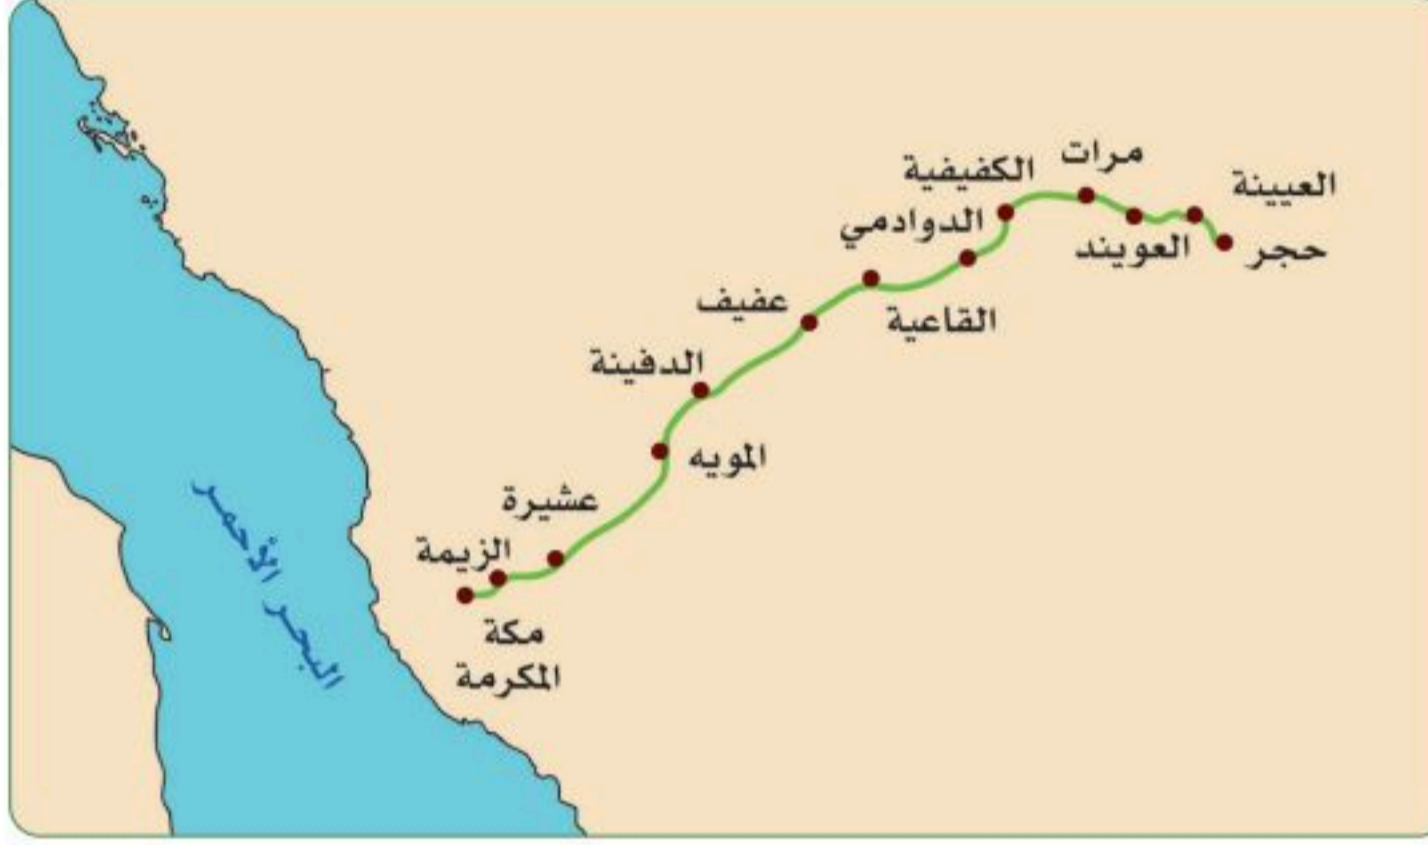 مرات
الكفيفية
العيينة
الدوادمي
العويند
حجر
عفيف
القاعية
الدفينة
المويه
عشيرة
الزيمة
البحر الأحمر
مكة
المكرمة